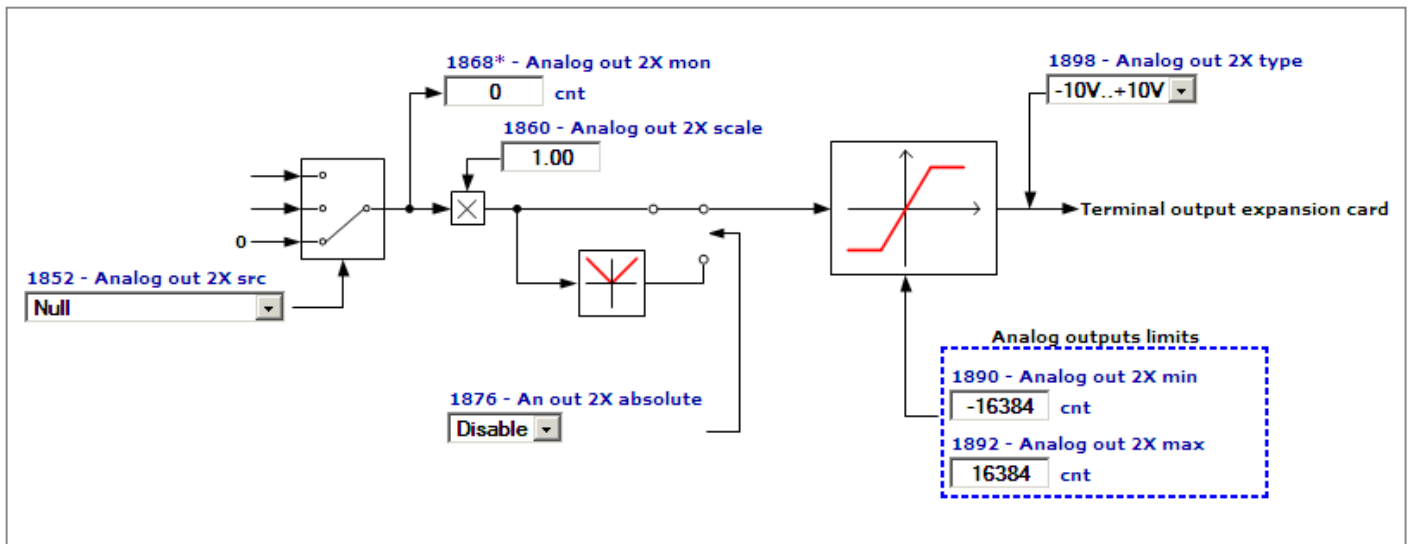 1868* - Analog out 2X mon
0 cnt
1898 - Analog out 2X type
-10V..+10V
1860 - Analog out 2X scale
1.00
Terminal output expansion card
0
1852 - Analog out 2X src
Null
Analog outputs limits
1890 - Analog out 2X min
-16384 cnt
1876 - An out 2X absolute
Disable
1892 - Analog out 2X max
16384 cnt